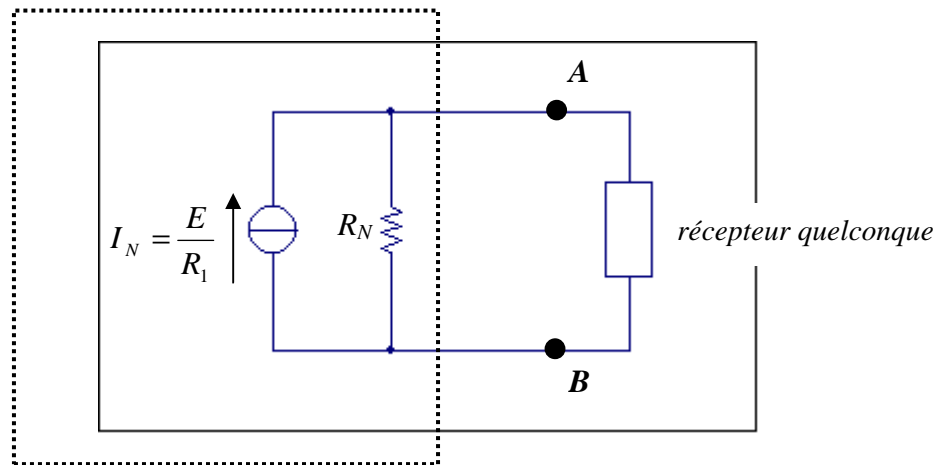 A
I_N = E/R_1
R_N
récepteur quelconque
B